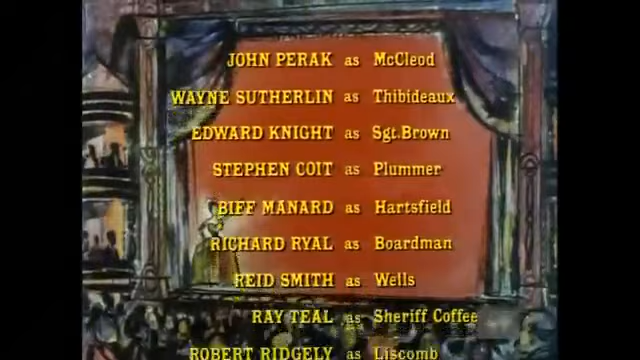 JOHN PERAK as McCleod
WAYNE SUTHERLIN as Thibideaux
EDWARD KNIGHT as Sgt.Brown
STEPHEN COIT as Plummer
BIFF MANARD as Hartsfield
RICHARD RYAL as Boardman
REID SMITH as Wells
RAY TEAL as Sheriff Coffee
ROBERT RIDGELY as Liscomb